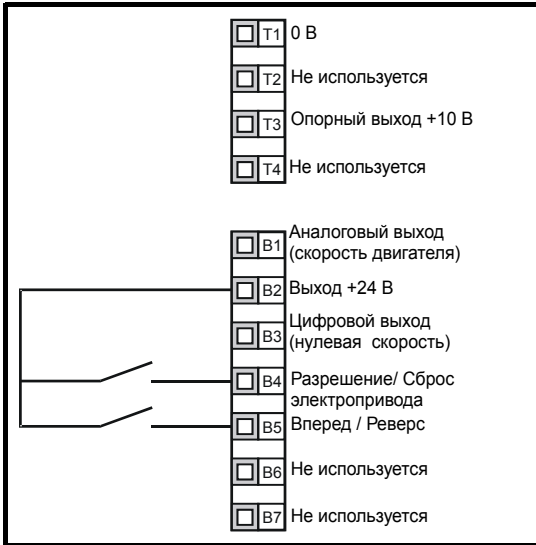 T1 0 В
T2 Не используется
T3 Опорный выход +10 В
T4 Не используется
B1 Аналоговый выход
(скорость двигателя)
B2 Выход +24 В
B3 Цифровой выход
(нулевая скорость)
B4 Разрешение/ Сброс
электропривода
B5 Вперед / Реверс
B6 Не используется
B7 Не используется